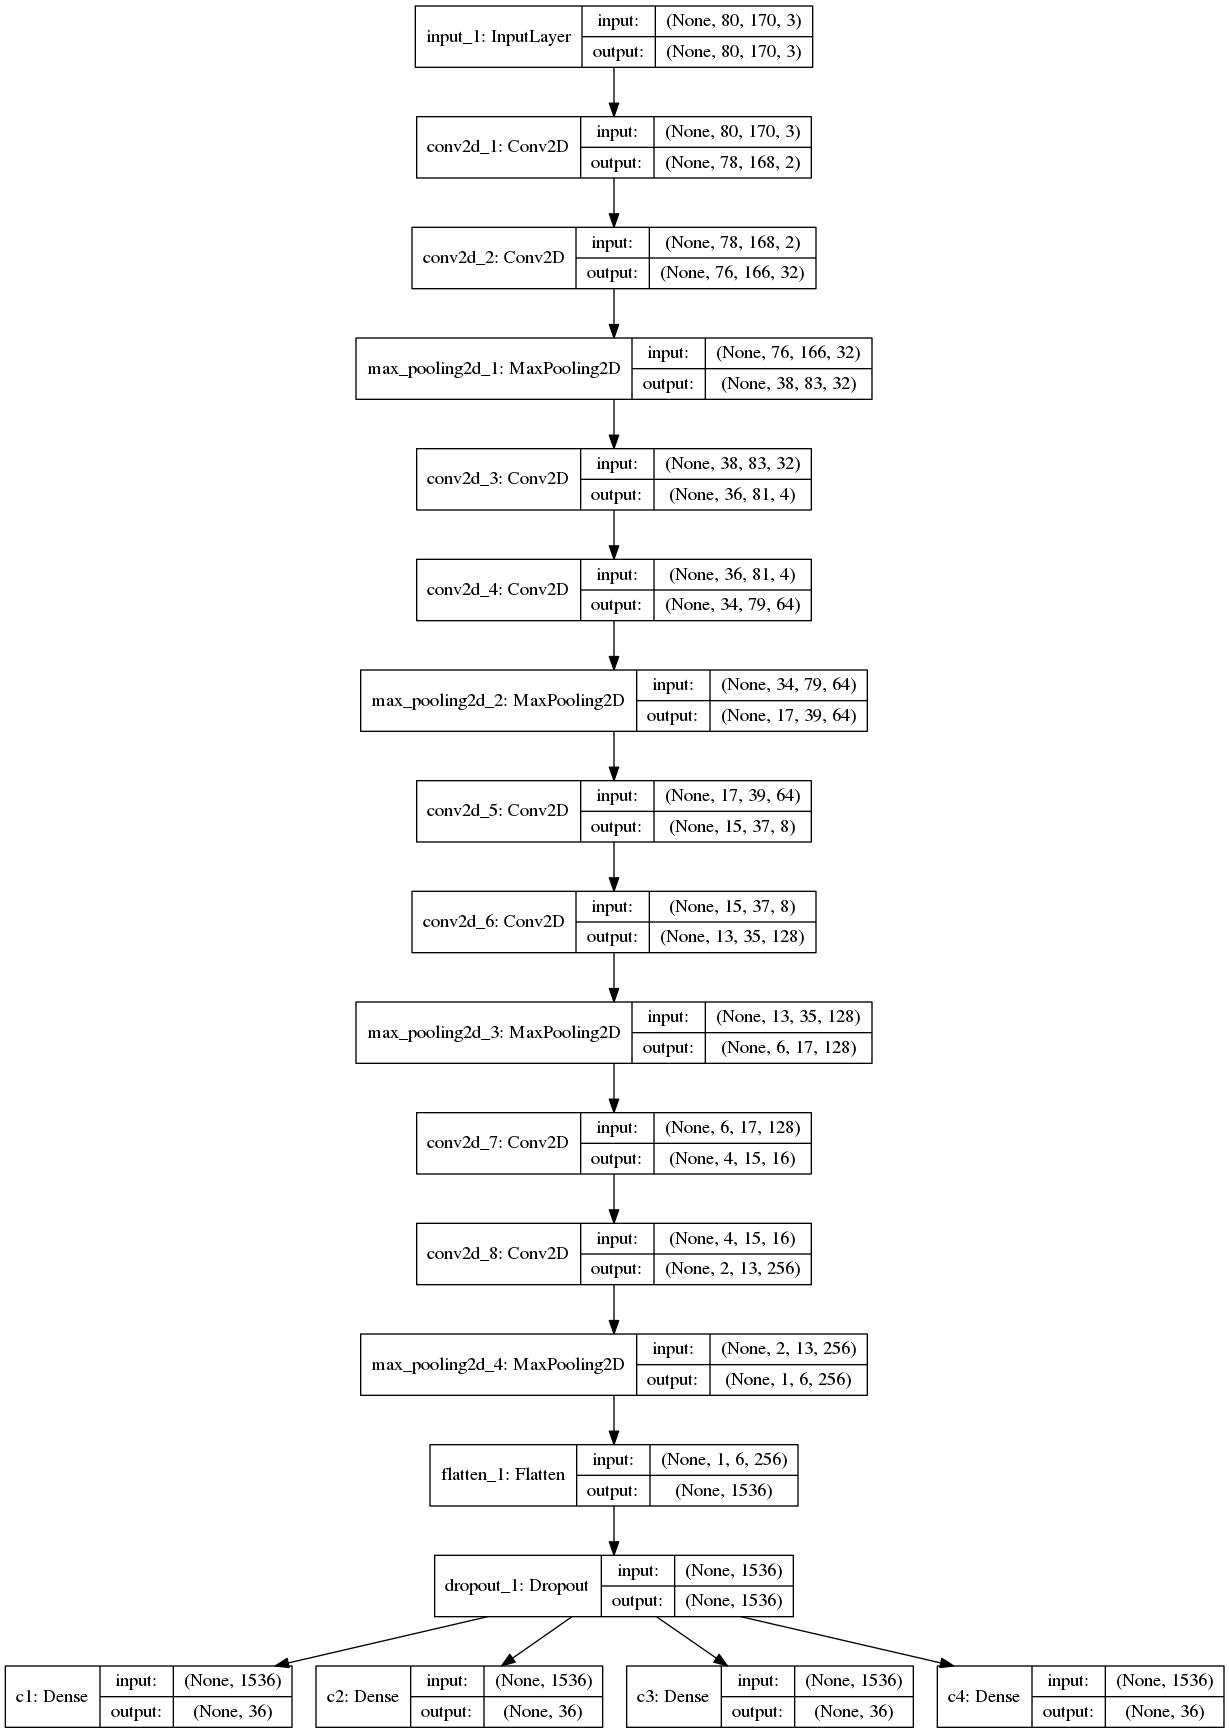 input_1: InputLayer
input: (None, 80, 170, 3)
output: (None, 80, 170, 3)
conv2d_1: Conv2D
input: (None, 80, 170, 3)
output: (None, 78, 168, 2)
conv2d_2: Conv2D
input: (None, 78, 168, 2)
output: (None, 76, 166, 32)
max_pooling2d_1: MaxPooling2D
input: (None, 76, 166, 32)
output: (None, 38, 83, 32)
conv2d_3: Conv2D
input: (None, 38, 83, 32)
output: (None, 36, 81, 4)
conv2d_4: Conv2D
input: (None, 36, 81, 4)
output: (None, 34, 79, 64)
max_pooling2d_2: MaxPooling2D
input: (None, 34, 79, 64)
output: (None, 17, 39, 64)
conv2d_5: Conv2D
input: (None, 17, 39, 64)
output: (None, 15, 37, 8)
conv2d_6: Conv2D
input: (None, 15, 37, 8)
output: (None, 13, 35, 128)
max_pooling2d_3: MaxPooling2D
input: (None, 13, 35, 128)
output: (None, 6, 17, 128)
conv2d_7: Conv2D
input: (None, 6, 17, 128)
output: (None, 4, 15, 16)
conv2d_8: Conv2D
input: (None, 4, 15, 16)
output: (None, 2, 13, 256)
max_pooling2d_4: MaxPooling2D
input: (None, 2, 13, 256)
output: (None, 1, 6, 256)
flatten_1: Flatten
input: (None, 1, 6, 256)
output: (None, 1536)
dropout_1: Dropout
input: (None, 1536)
output: (None, 1536)
c1: Dense
input: (None, 1536)
output: (None, 36)
c2: Dense
input: (None, 1536)
output: (None, 36)
c3: Dense
input: (None, 1536)
output: (None, 36)
c4: Dense
input: (None, 1536)
output: (None, 36)